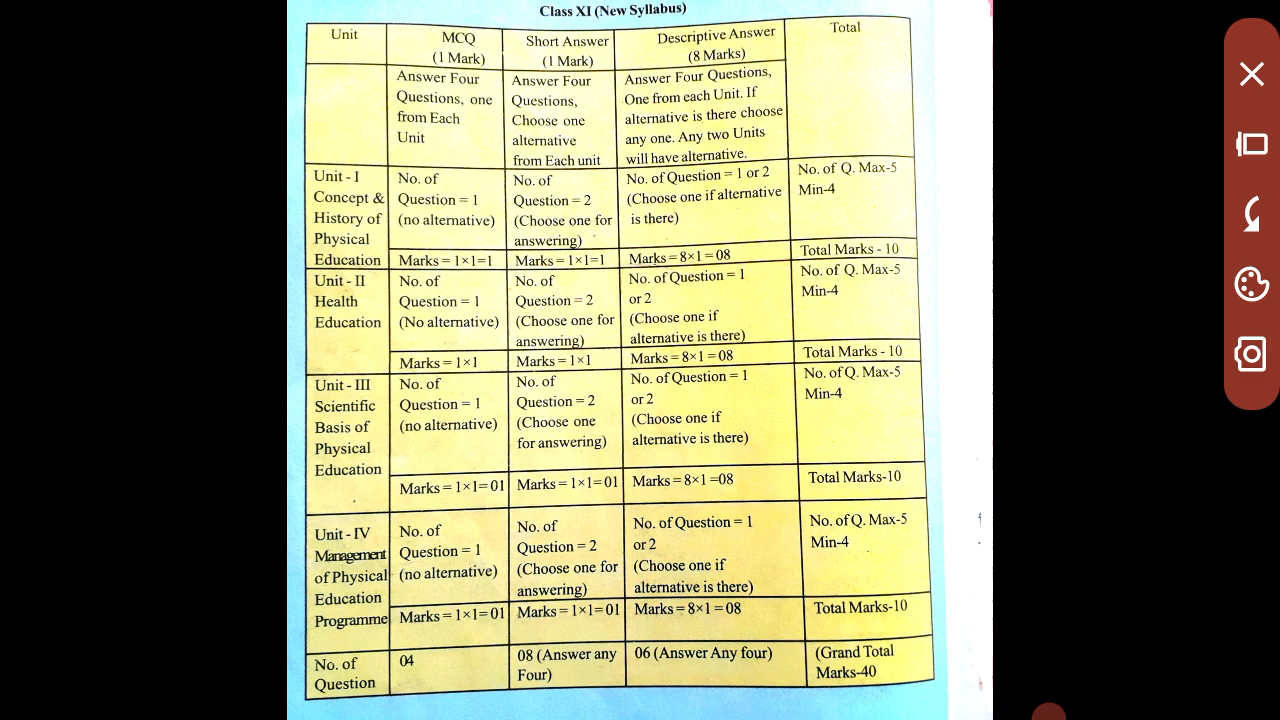 Class XI (New Syllabus)
Unit
MCQ
(1 Mark)
Short Answer
(1 Mark)
Descriptive Answer
(8 Marks)
Total
Answer Four
Questions, one
from Each
Unit
Answer Four
Questions,
Choose one
alternative
from Each unit
Answer Four Questions,
One from each Unit. If
alternative is there choose
any one. Any two Units
will have alternative.
Unit - I
Concept &
History of
Physical
Education
No. of
Question = 1
(no alternative)
Marks = 1×1=1
No. of
Question = 2
(Choose one for
answering)
Marks = 1×1=1
No. of Question = 1 or 2
(Choose one if alternative
is there)
Marks = 8×1 = 08
No. of Q. Max-5
Min-4
Total Marks - 10
Unit - II
Health
Education
No. of
Question = 1
(No alternative)
Marks = 1×1
No. of
Question = 2
(Choose one for
answering)
Marks = 1×1
No. of Question = 1
or 2
(Choose one if
alternative is there)
Marks = 8×1 = 08
No. of Q. Max-5
Min-4
Total Marks - 10
Unit - III
Scientific
Basis of
Physical
Education
No. of
Question = 1
(no alternative)
Marks = 1×1= 01
No. of
Question = 2
(Choose one
for answering)
Marks = 1×1= 01
No. of Question = 1
or 2
(Choose one if
alternative is there)
Marks = 8×1 =08
No. of Q. Max-5
Min-4
Total Marks-10
Unit - IV
Management
of Physical
Education
Programme
No. of
Question = 1
(no alternative)
Marks = 1×1= 01
No. of
Question = 2
(Choose one for
answering)
Marks = 1×1= 01
No. of Question = 1
or 2
(Choose one if
alternative is there)
Marks = 8×1 = 08
No. of Q. Max-5
Min-4
Total Marks-10
No. of
Question
04
08 (Answer any
Four)
06 (Answer Any four)
(Grand Total
Marks-40